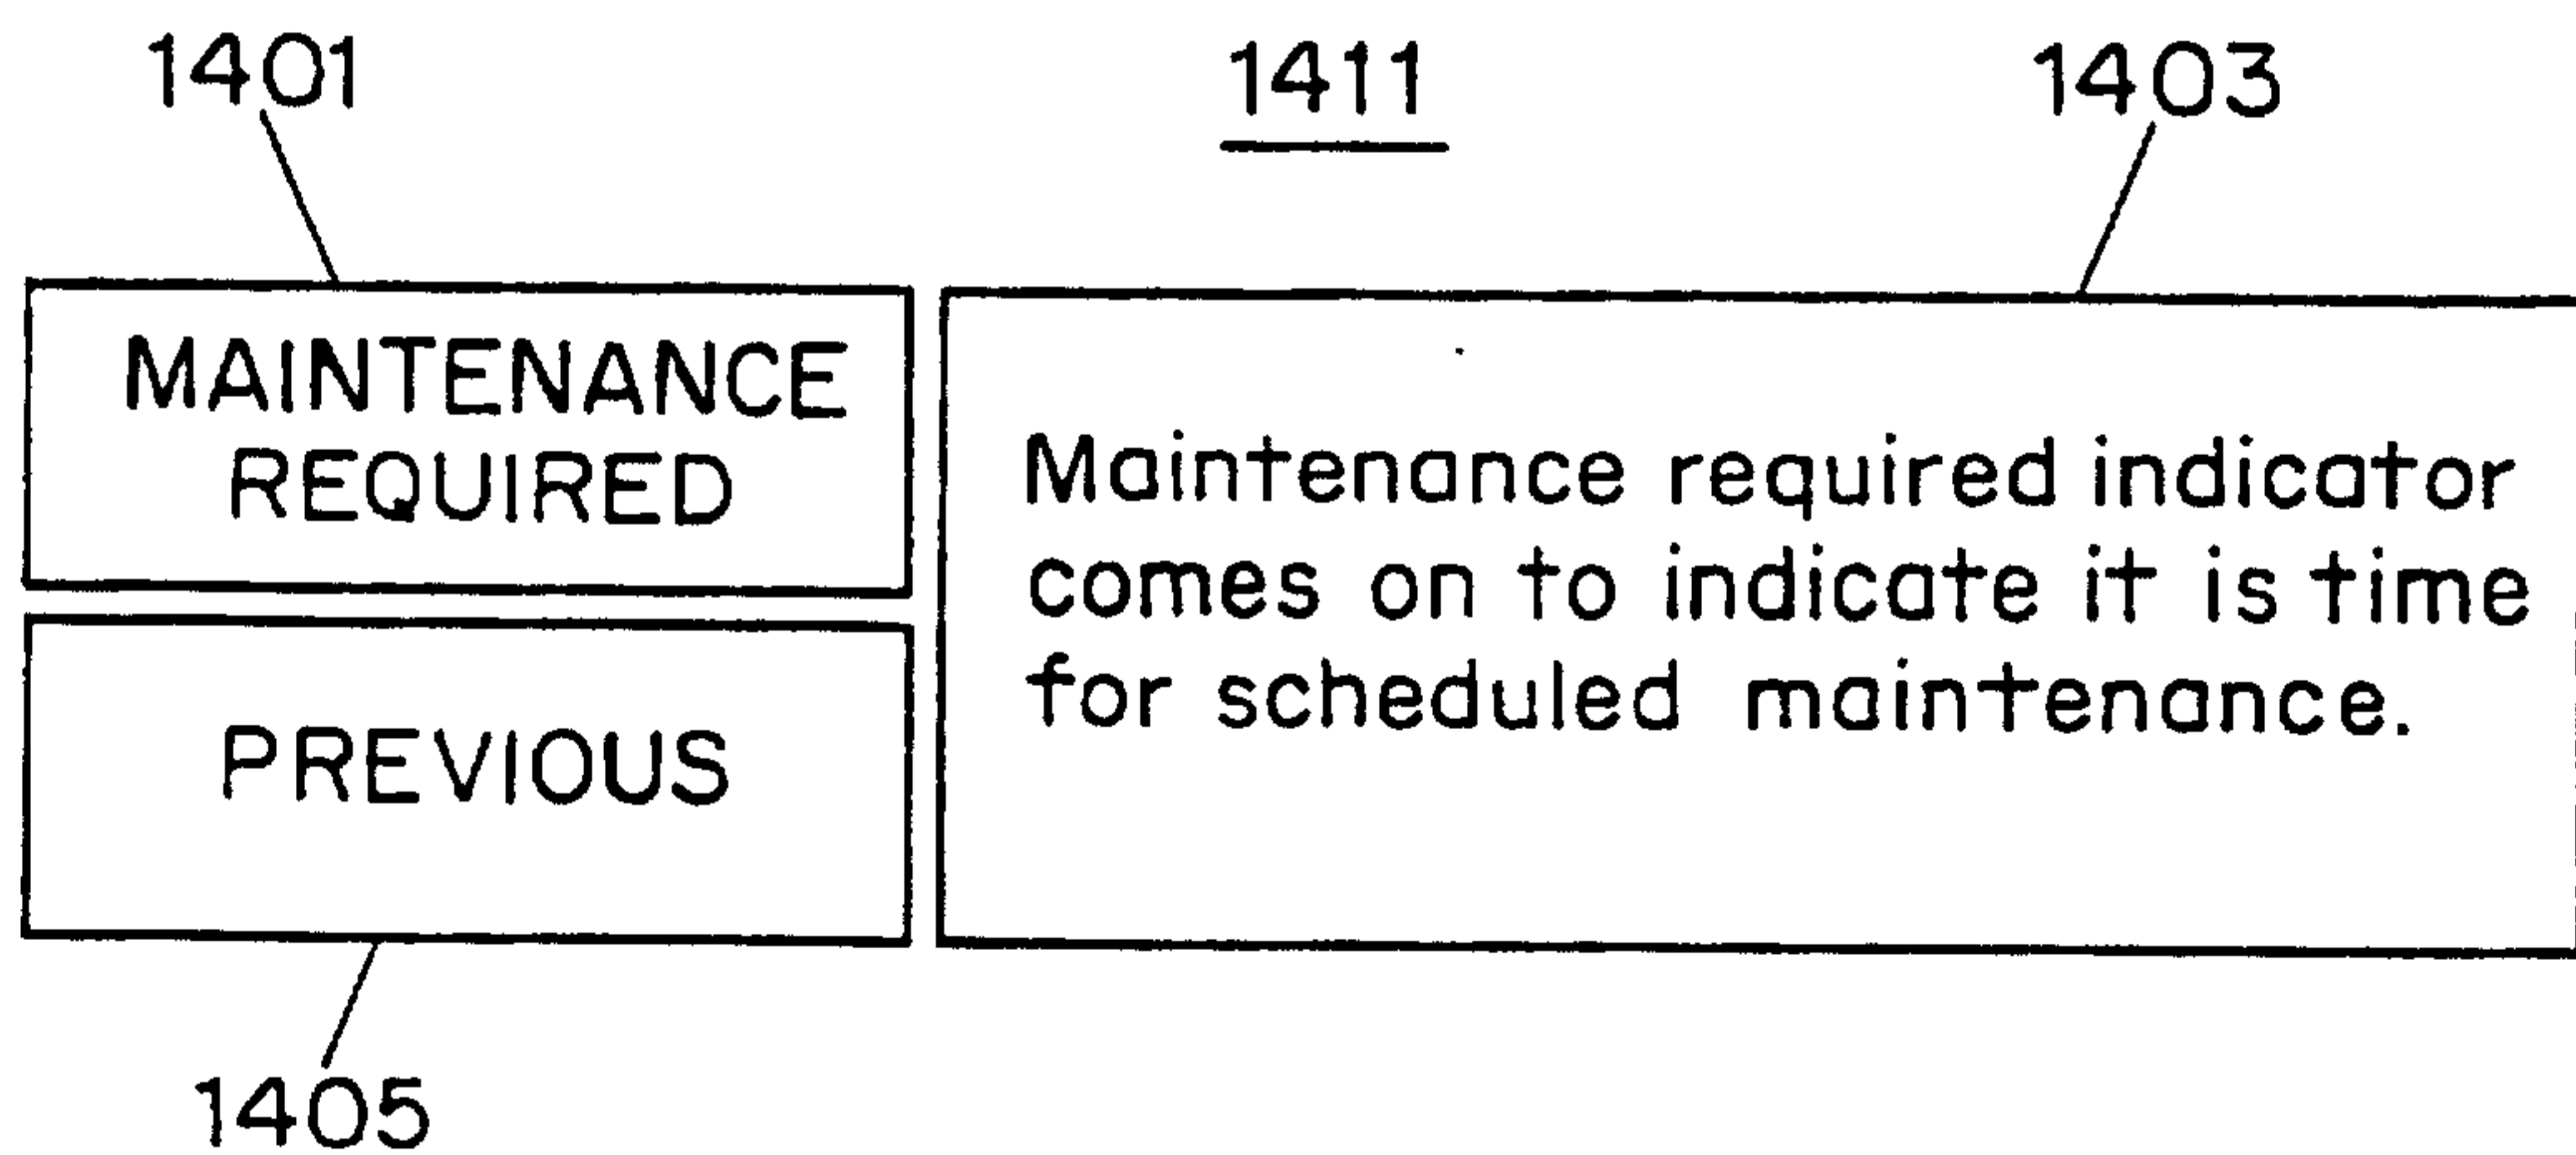 1401
1411
1403
MAINTENANCE
REQUIRED
Maintenance required indicator
comes on to indicate it is time
for scheduled maintenance.
PREVIOUS
1405